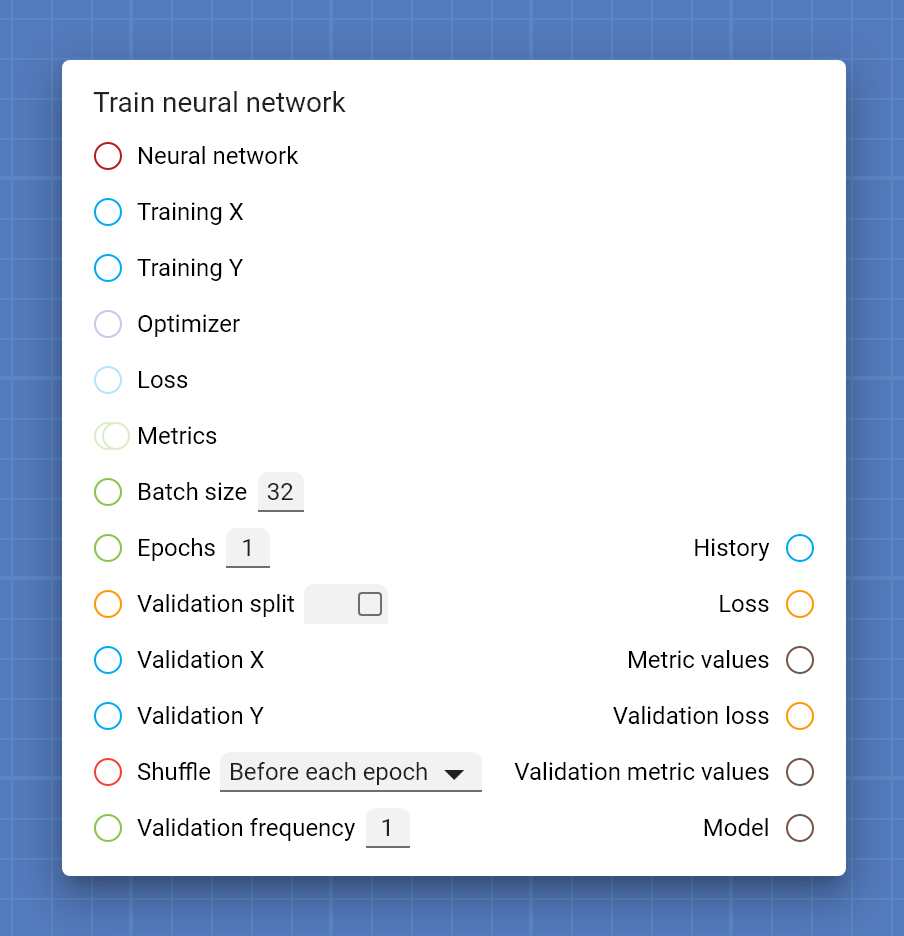 Train neural network
Neural network
Training X
Training Y
Optimizer
Loss
Metrics
Batch size 32
Epochs 1 History
Validation split Loss
Validation X Metric values
Validation Y Validation loss
Shuffle Before each epoch Validation metric values
Validation frequency 1 Model